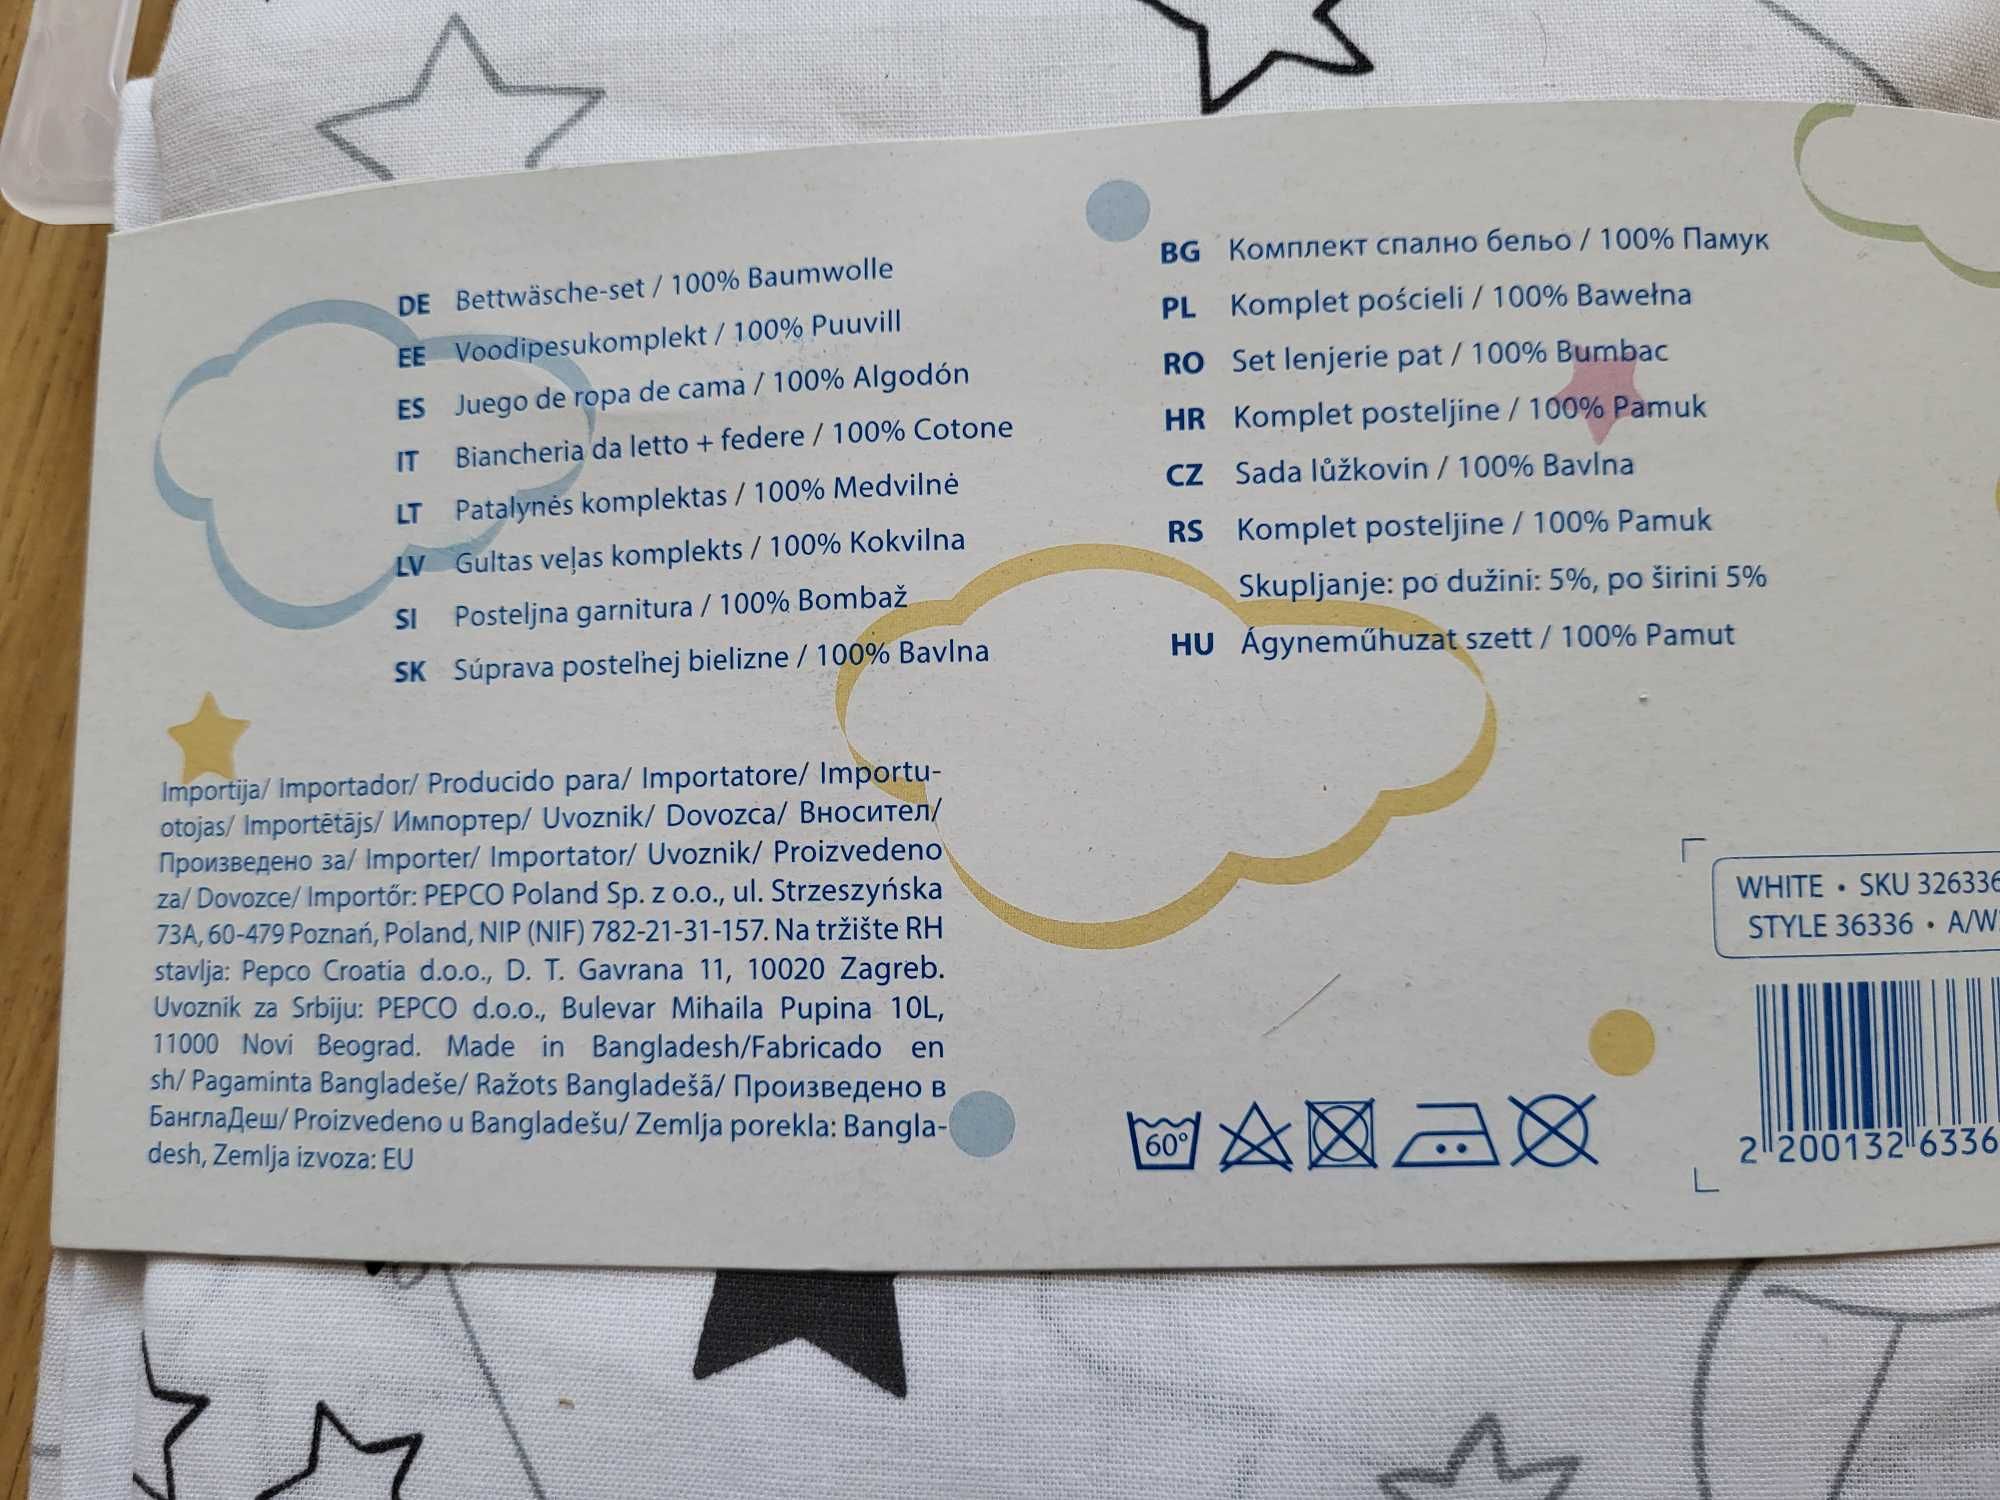 DE Bettwäsche-set / 100% Baumwolle
EE Voodipesukomplekt / 100% Puuvill
ES Juego de ropa de cama / 100% Algodón
IT Biancheria da letto + federe / 100% Cotone
LT Patalynės komplektas / 100% Medvilnė
LV Gultas veļas komplekts / 100% Kokvilna
SI Posteljna garnitura / 100% Bombaž
SK Súprava posteľnej bielizne / 100% Bavlna
BG Комплект спално бельо / 100% Памук
PL Komplet pościeli / 100% Bawełna
RO Set lenjerie pat / 100% Bumbac
HR Komplet posteljine / 100% Pamuk
CZ Sada lůžkovin / 100% Bavlna
RS Komplet posteljine / 100% Pamuk
Skupljanje: po dužini: 5%, po širini 5%
HU Ágyneműhuzat szett / 100% Pamut
Importija/ Importador/ Producido para/ Importatore/ Importu-
otojas/ Importētājs/ Импортер/ Uvoznik/ Dovozca/ Вносител/
Произведено за/ Importer/ Importator/ Uvoznik/ Proizvedeno
za/ Dovozce/ Importőr: PEPCO Poland Sp. z o.o., ul. Strzeszyńska
73A, 60-479 Poznań, Poland, NIP (NIF) 782-21-31-157. Na tržište RH
stavlja: Pepco Croatia d.o.o., D. T. Gavrana 11, 10020 Zagreb.
Uvoznik za Srbiju: PEPCO d.o.o., Bulevar Mihaila Pupina 10L,
11000 Novi Beograd. Made in Bangladesh/Fabricado en
sh/ Pagaminta Bangladeše/ Ražots Bangladešā/ Произведено в
БанглаДеш/ Proizvedeno u Bangladešu/ Zemlja porekla: Bangla-
desh, Zemlja izvoza: EU
60°
WHITE • SKU 326336
STYLE 36336 • A/W
2 200132 6336